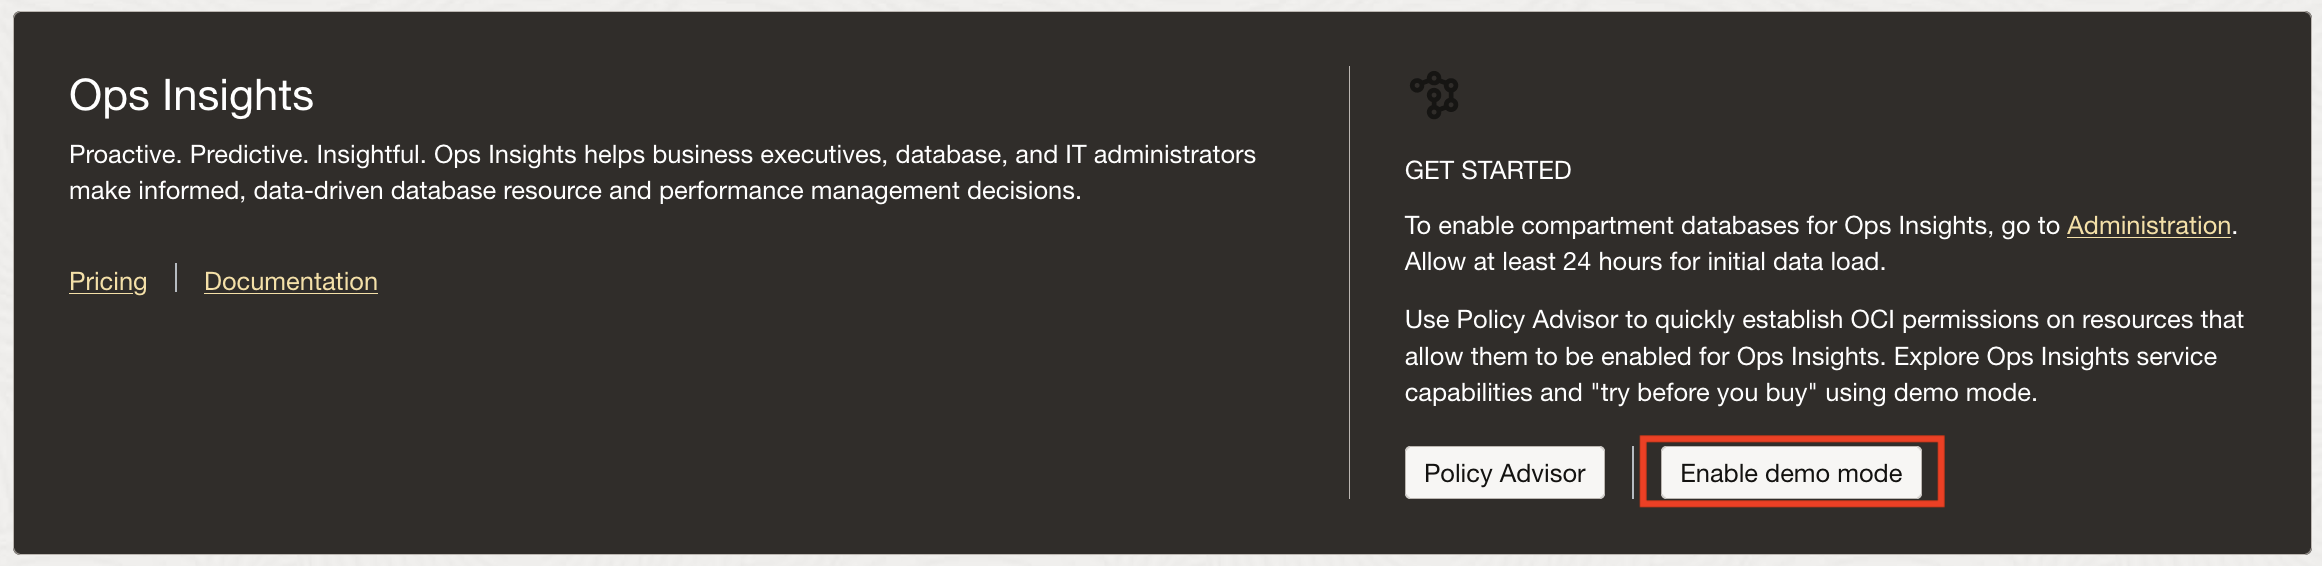 Ops Insights
Proactive. Predictive. Insightful. Ops Insights helps business executives, database, and IT administrators
make informed, data-driven database resource and performance management decisions.
Pricing
Documentation
GET STARTED
To enable compartment databases for Ops Insights, go to Administration.
Allow at least 24 hours for initial data load.
Use Policy Advisor to quickly establish OCI permissions on resources that
allow them to be enabled for Ops Insights. Explore Ops Insights service
capabilities and "try before you buy" using demo mode.
Policy Advisor
Enable demo mode